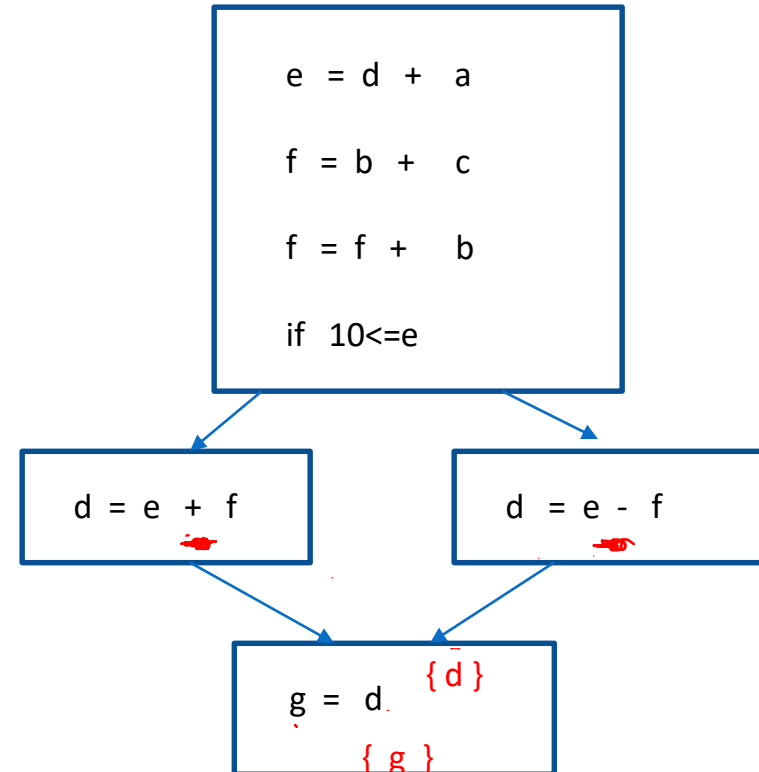 e = d + a
f = b + c
f = f + b
if 10<=e
d = e + f
d = e - f
{ d }
g = d
{ g }